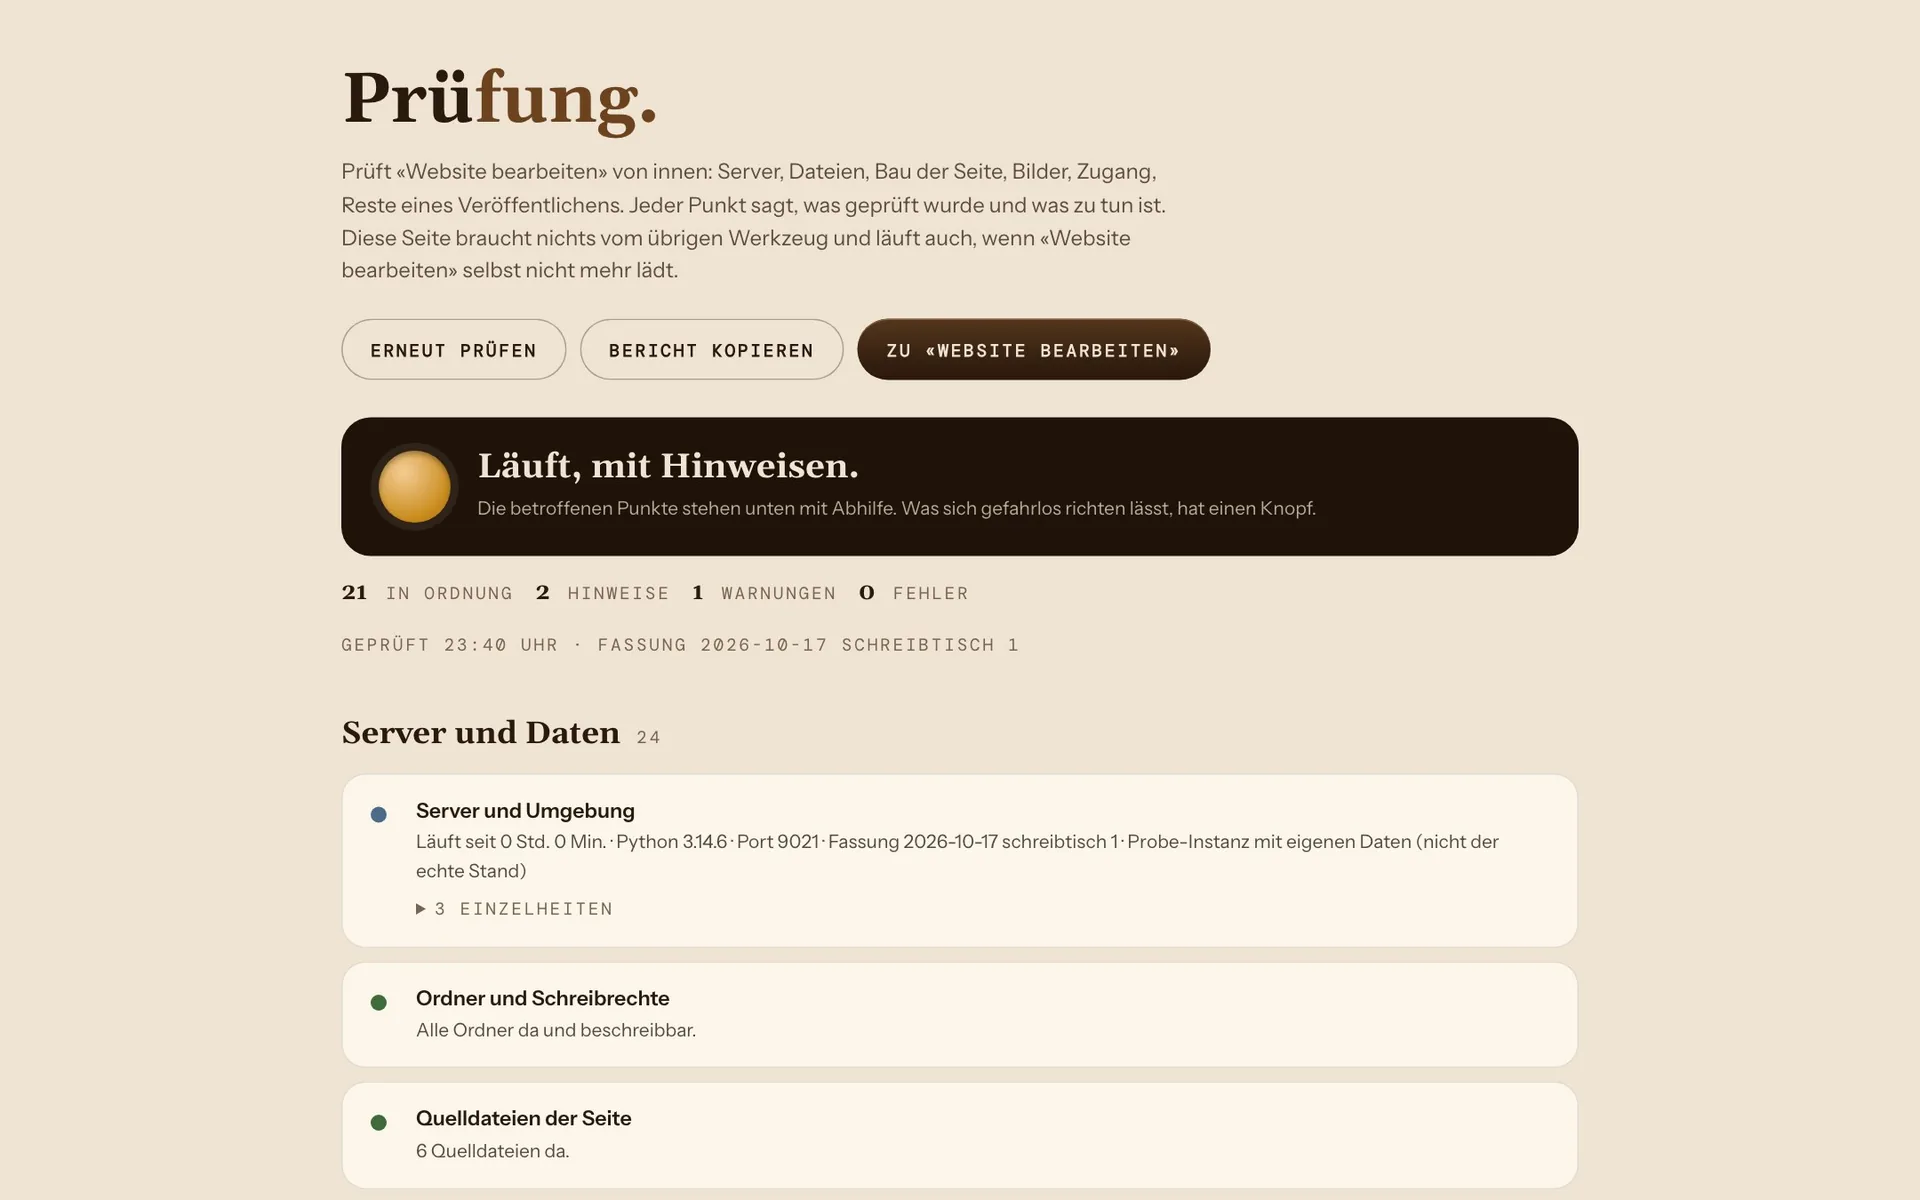 Prüfung.
Prüft «Website bearbeiten» von innen: Server, Dateien, Bau der Seite, Bilder, Zugang,
Reste eines Veröffentlichens. Jeder Punkt sagt, was geprüft wurde und was zu tun ist.
Diese Seite braucht nichts vom übrigen Werkzeug und läuft auch, wenn «Website
bearbeiten» selbst nicht mehr lädt.
ERNEUT PRÜFEN BERICHT KOPIEREN ZU «WEBSITE BEARBEITEN»
Läuft, mit Hinweisen.
Die betroffenen Punkte stehen unten mit Abhilfe. Was sich gefahrlos richten lässt, hat einen Knopf.
21 IN ORDNUNG 2 HINWEISE 1 WARNUNGEN 0 FEHLER
GEPRÜFT 23:40 UHR · FASSUNG 2026-10-17 SCHREIBTISCH 1
Server und Daten 24
Server und Umgebung
Läuft seit 0 Std. 0 Min. · Python 3.14.6 · Port 9021 · Fassung 2026-10-17 schreibtisch 1 · Probe-Instanz mit eigenen Daten (nicht der
echte Stand)
▶ 3 EINZELHEITEN
Ordner und Schreibrechte
Alle Ordner da und beschreibbar.
Quelldateien der Seite
6 Quelldateien da.